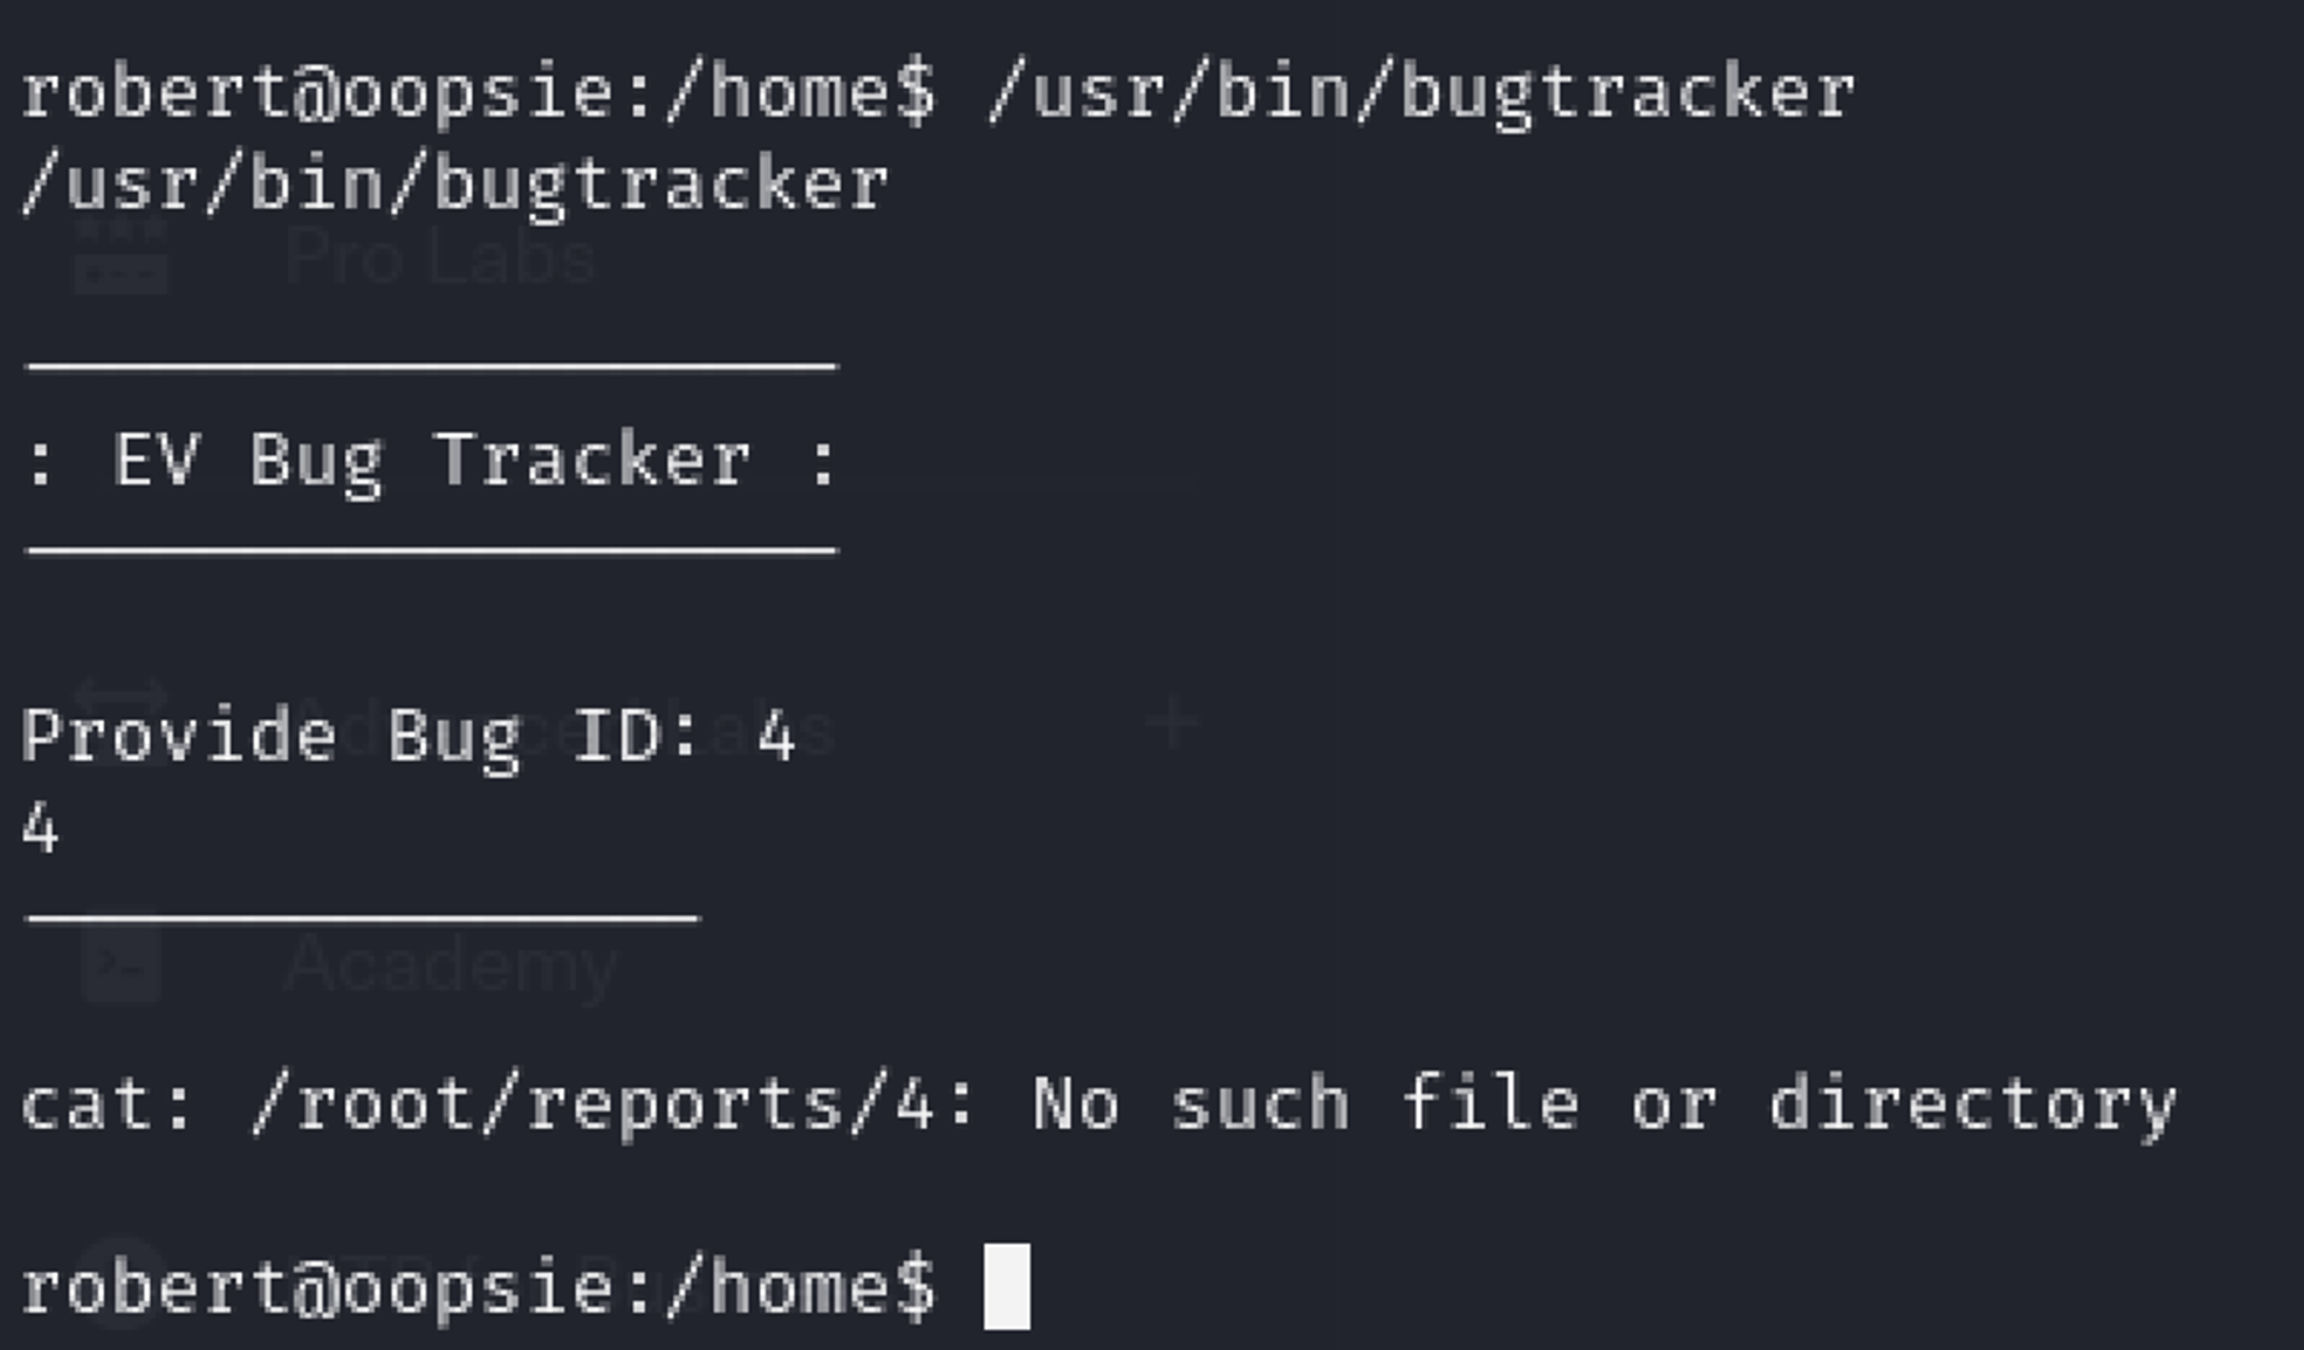 robert@oopsie:/home$ /usr/bin/bugtracker
/usr/bin/bugtracker
Pro Labs
: EV Bug Tracker :
Provide Bug ID: 4
4
Academy
cat: /root/reports/4: No such file or directory
robert@oopsie:/home$